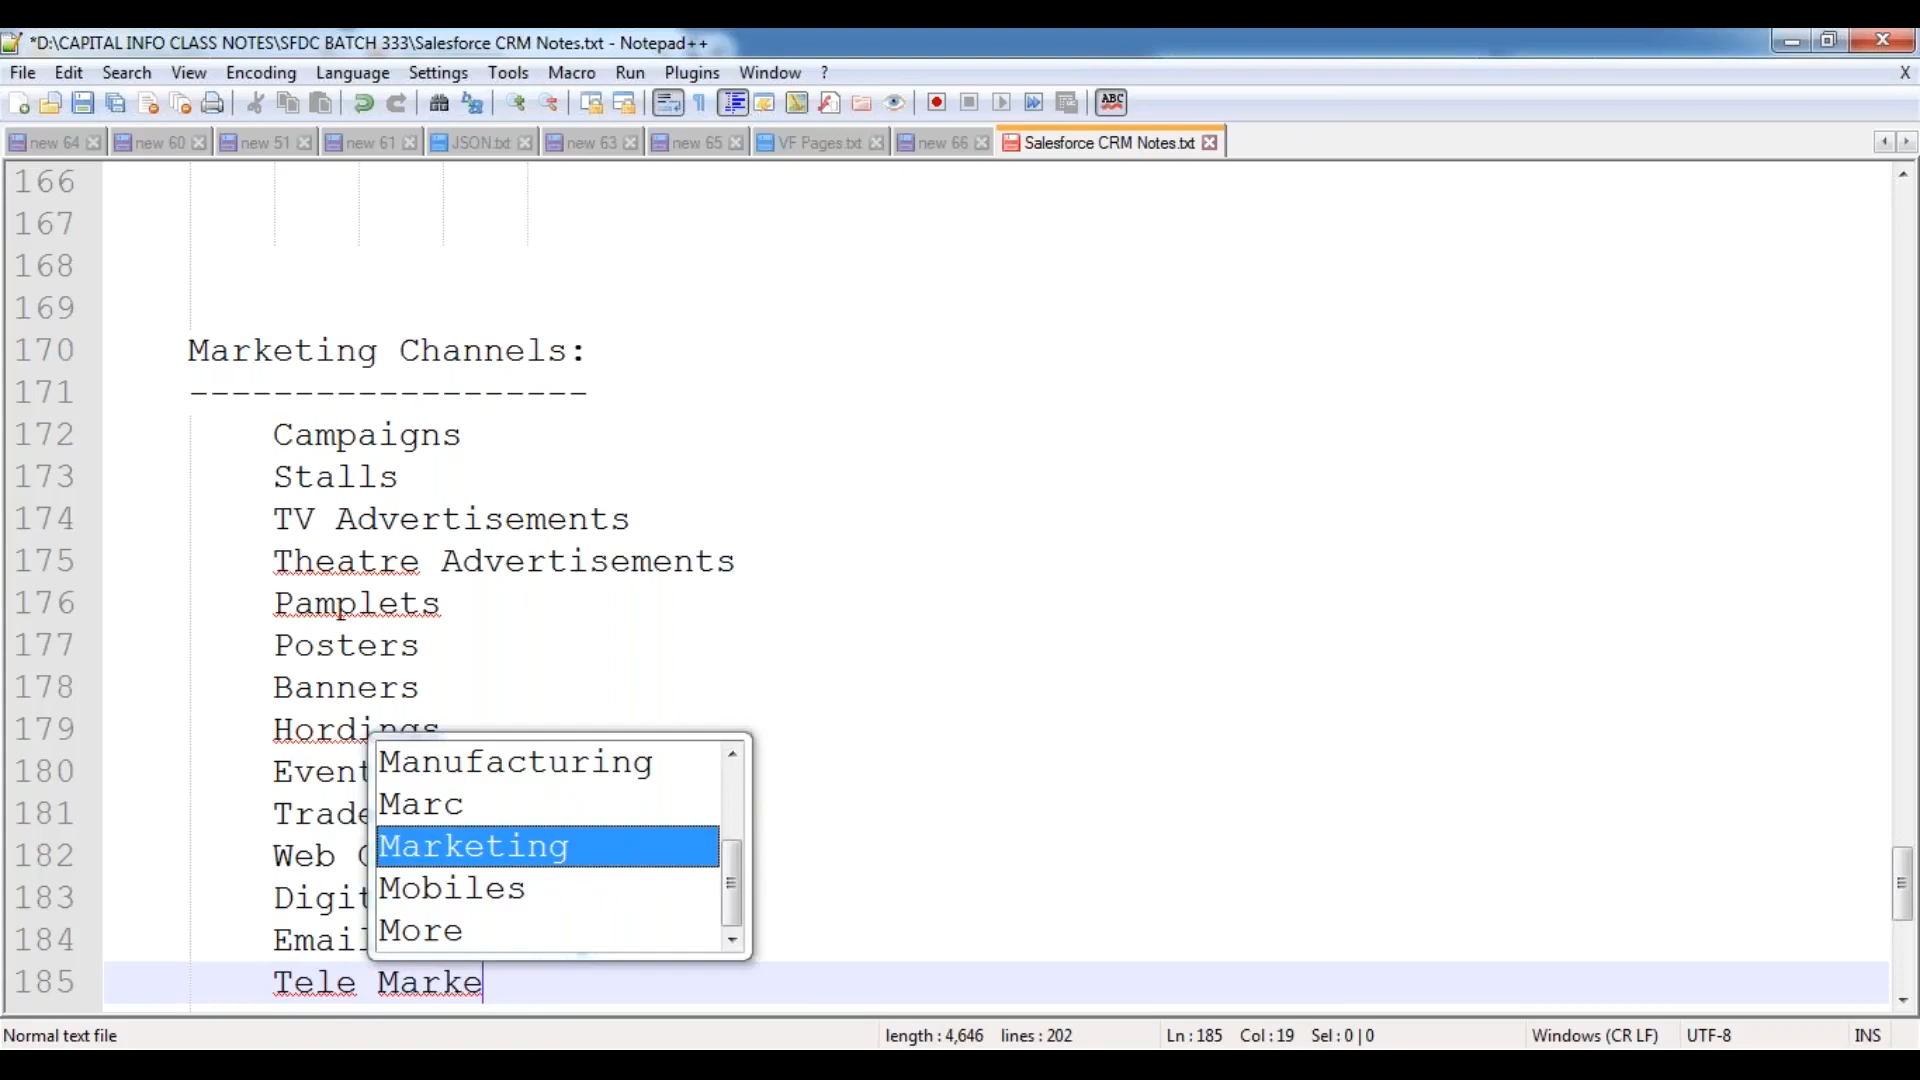 *D:\CAPITAL INFO CLASS NOTES\SFDC BATCH 333\Salesforce CRM Notes.txt - Notepad++
File Edit Search View Encoding Language Settings Tools Macro Run Plugins Window ? X
new 64 new 60 new 51 new 61 JSON.txt new 63 new 65 VF Pages.txt new 66 Salesforce CRM Notes.txt
166
167
168
169
170 Marketing Channels:
171 -------------------
172 Campaigns
173 Stalls
174 TV Advertisements
175 Theatre Advertisements
176 Pamplets
177 Posters
178 Banners
179 Hordings
180 Event
181 Trade
182 Web
183 Digit
184 Email
185 Tele Marke
Manufacturing
Marc
Marketing
Mobiles
More
Normal text file length : 4,646 lines : 202 Ln : 185 Col : 19 Sel : 0 | 0 Windows (CR LF) UTF-8 INS